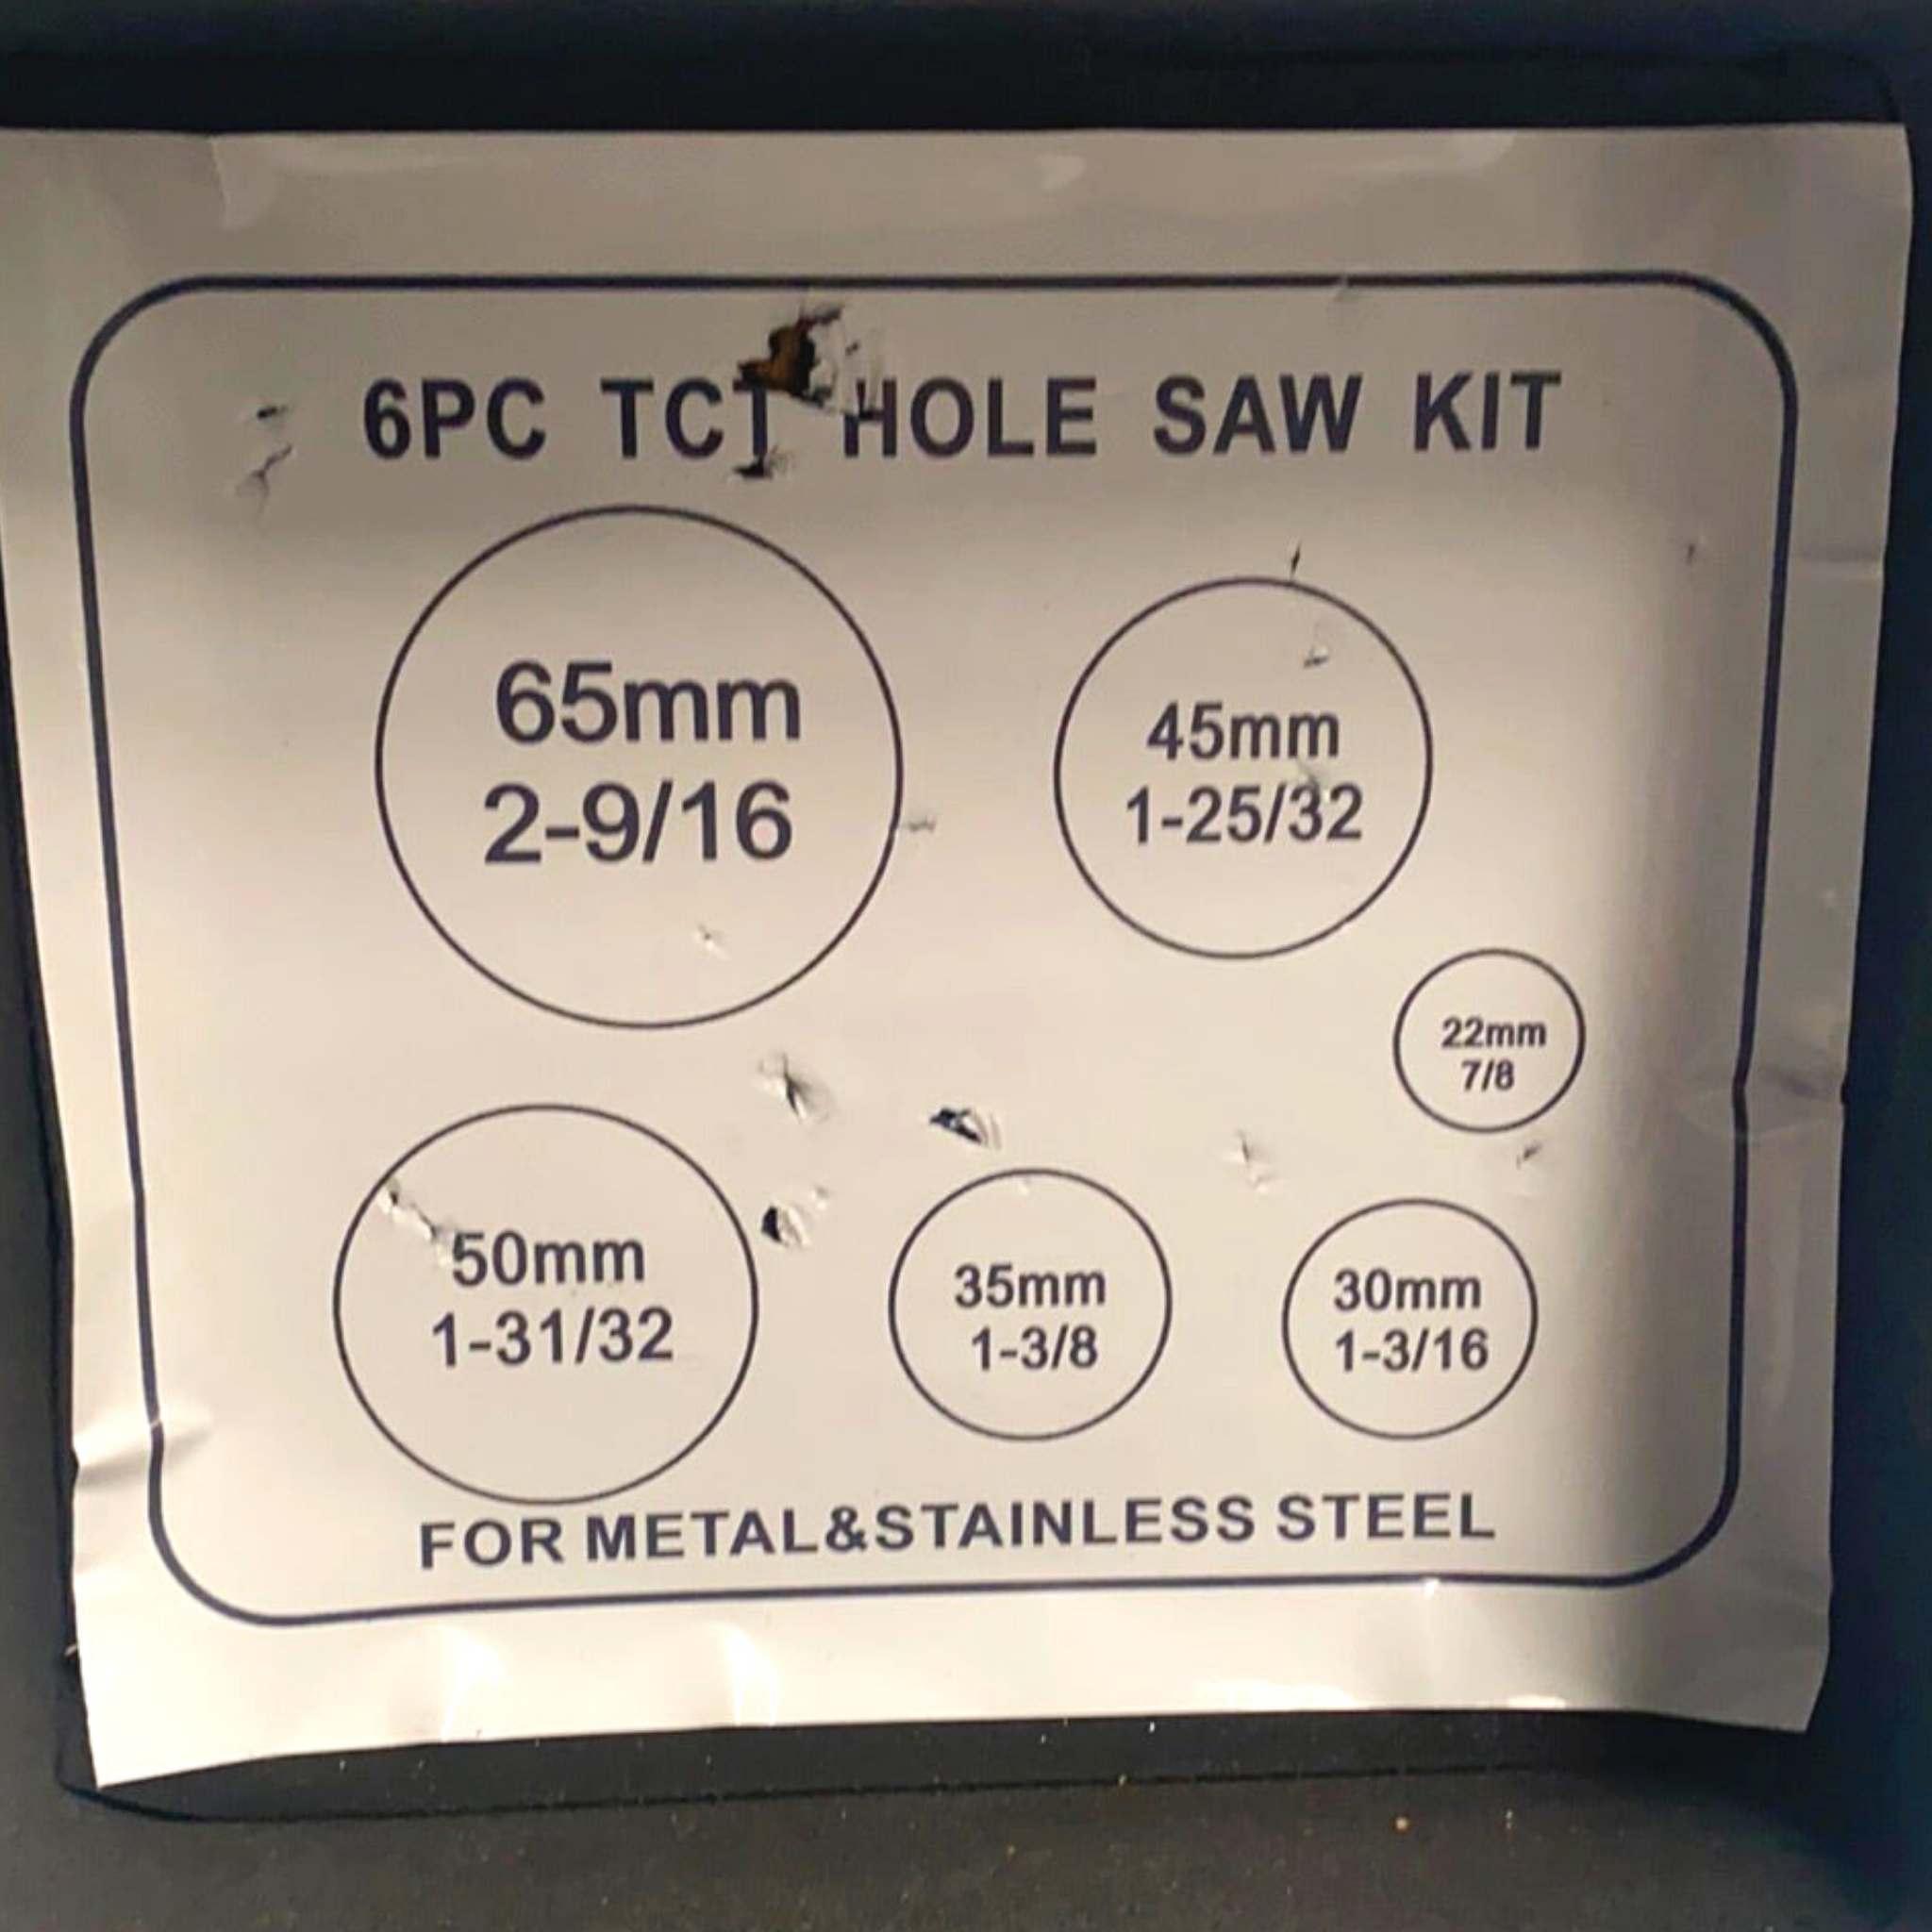 6PC TCT HOLE SAW KIT
65mm
2-9/16
45mm
1-25/32
22mm
7/8
50mm
1-31/32
35mm
1-3/8
30mm
1-3/16
FOR METAL&STAINLESS STEEL